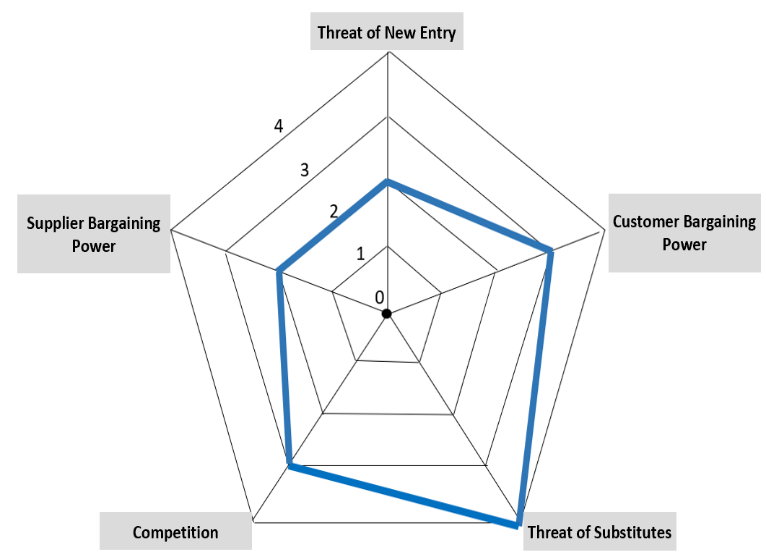 Threat of New Entry
4
3
Supplier Bargaining
Power
2
Customer Bargaining
Power
1
0
Competition
Threat of Substitutes